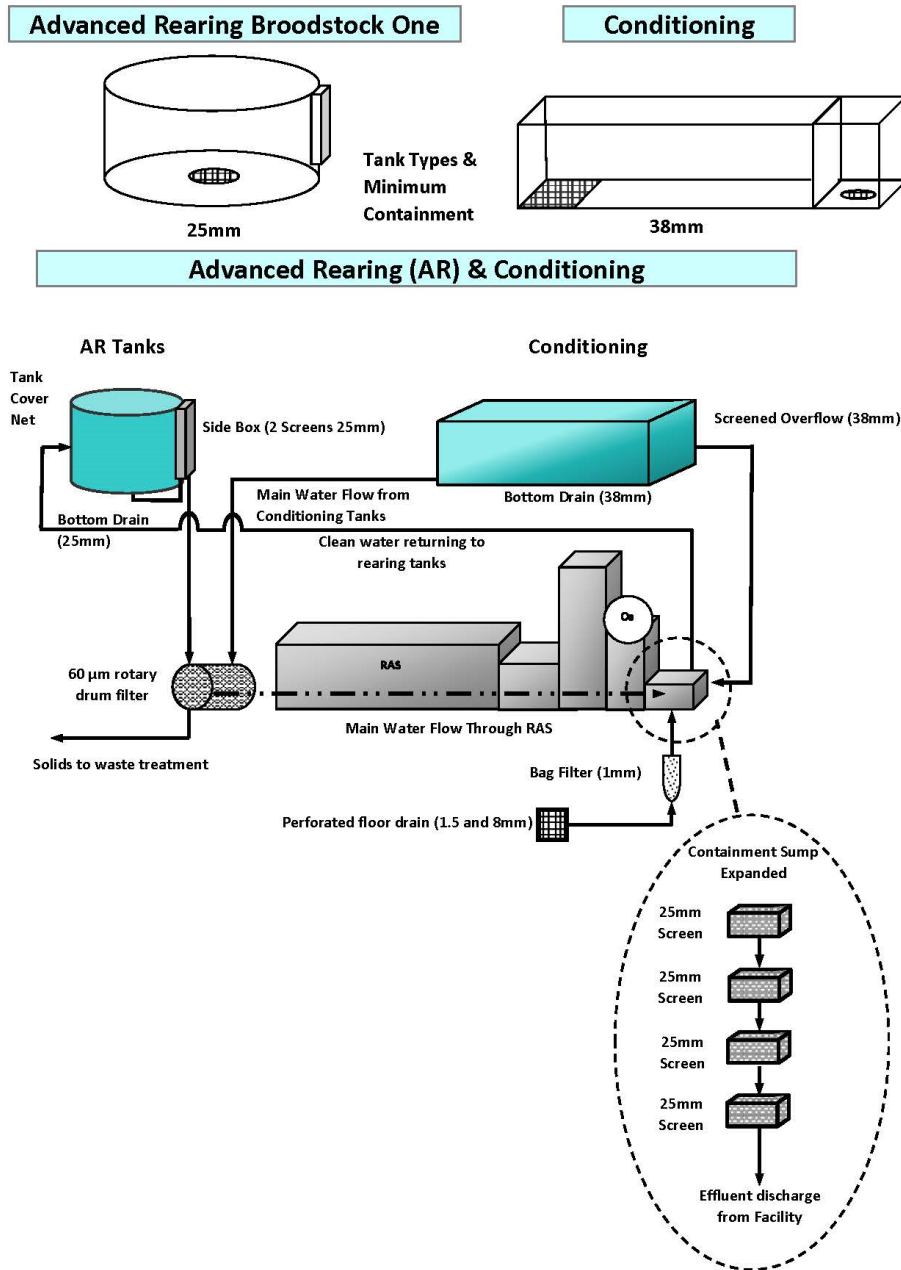 Advanced Rearing Broodstock One
Conditioning
Tank Types &
Minimum
Containment
25mm
38mm
Advanced Rearing (AR) & Conditioning
AR Tanks
Conditioning
Tank
Cover
Net
Side Box (2 Screens 25mm)
Screened Overflow (38mm)
Main Water Flow from
Conditioning Tanks
Bottom Drain (38mm)
Bottom Drain
(25mm)
Clean water returning to
rearing tanks
O₂
RAS
60 µm rotary
drum filter
Main Water Flow Through RAS
Solids to waste treatment
Bag Filter (1mm)
Perforated floor drain (1.5 and 8mm)
Containment Sump
Expanded
25mm
Screen
25mm
Screen
25mm
Screen
25mm
Screen
Effluent discharge
from Facility